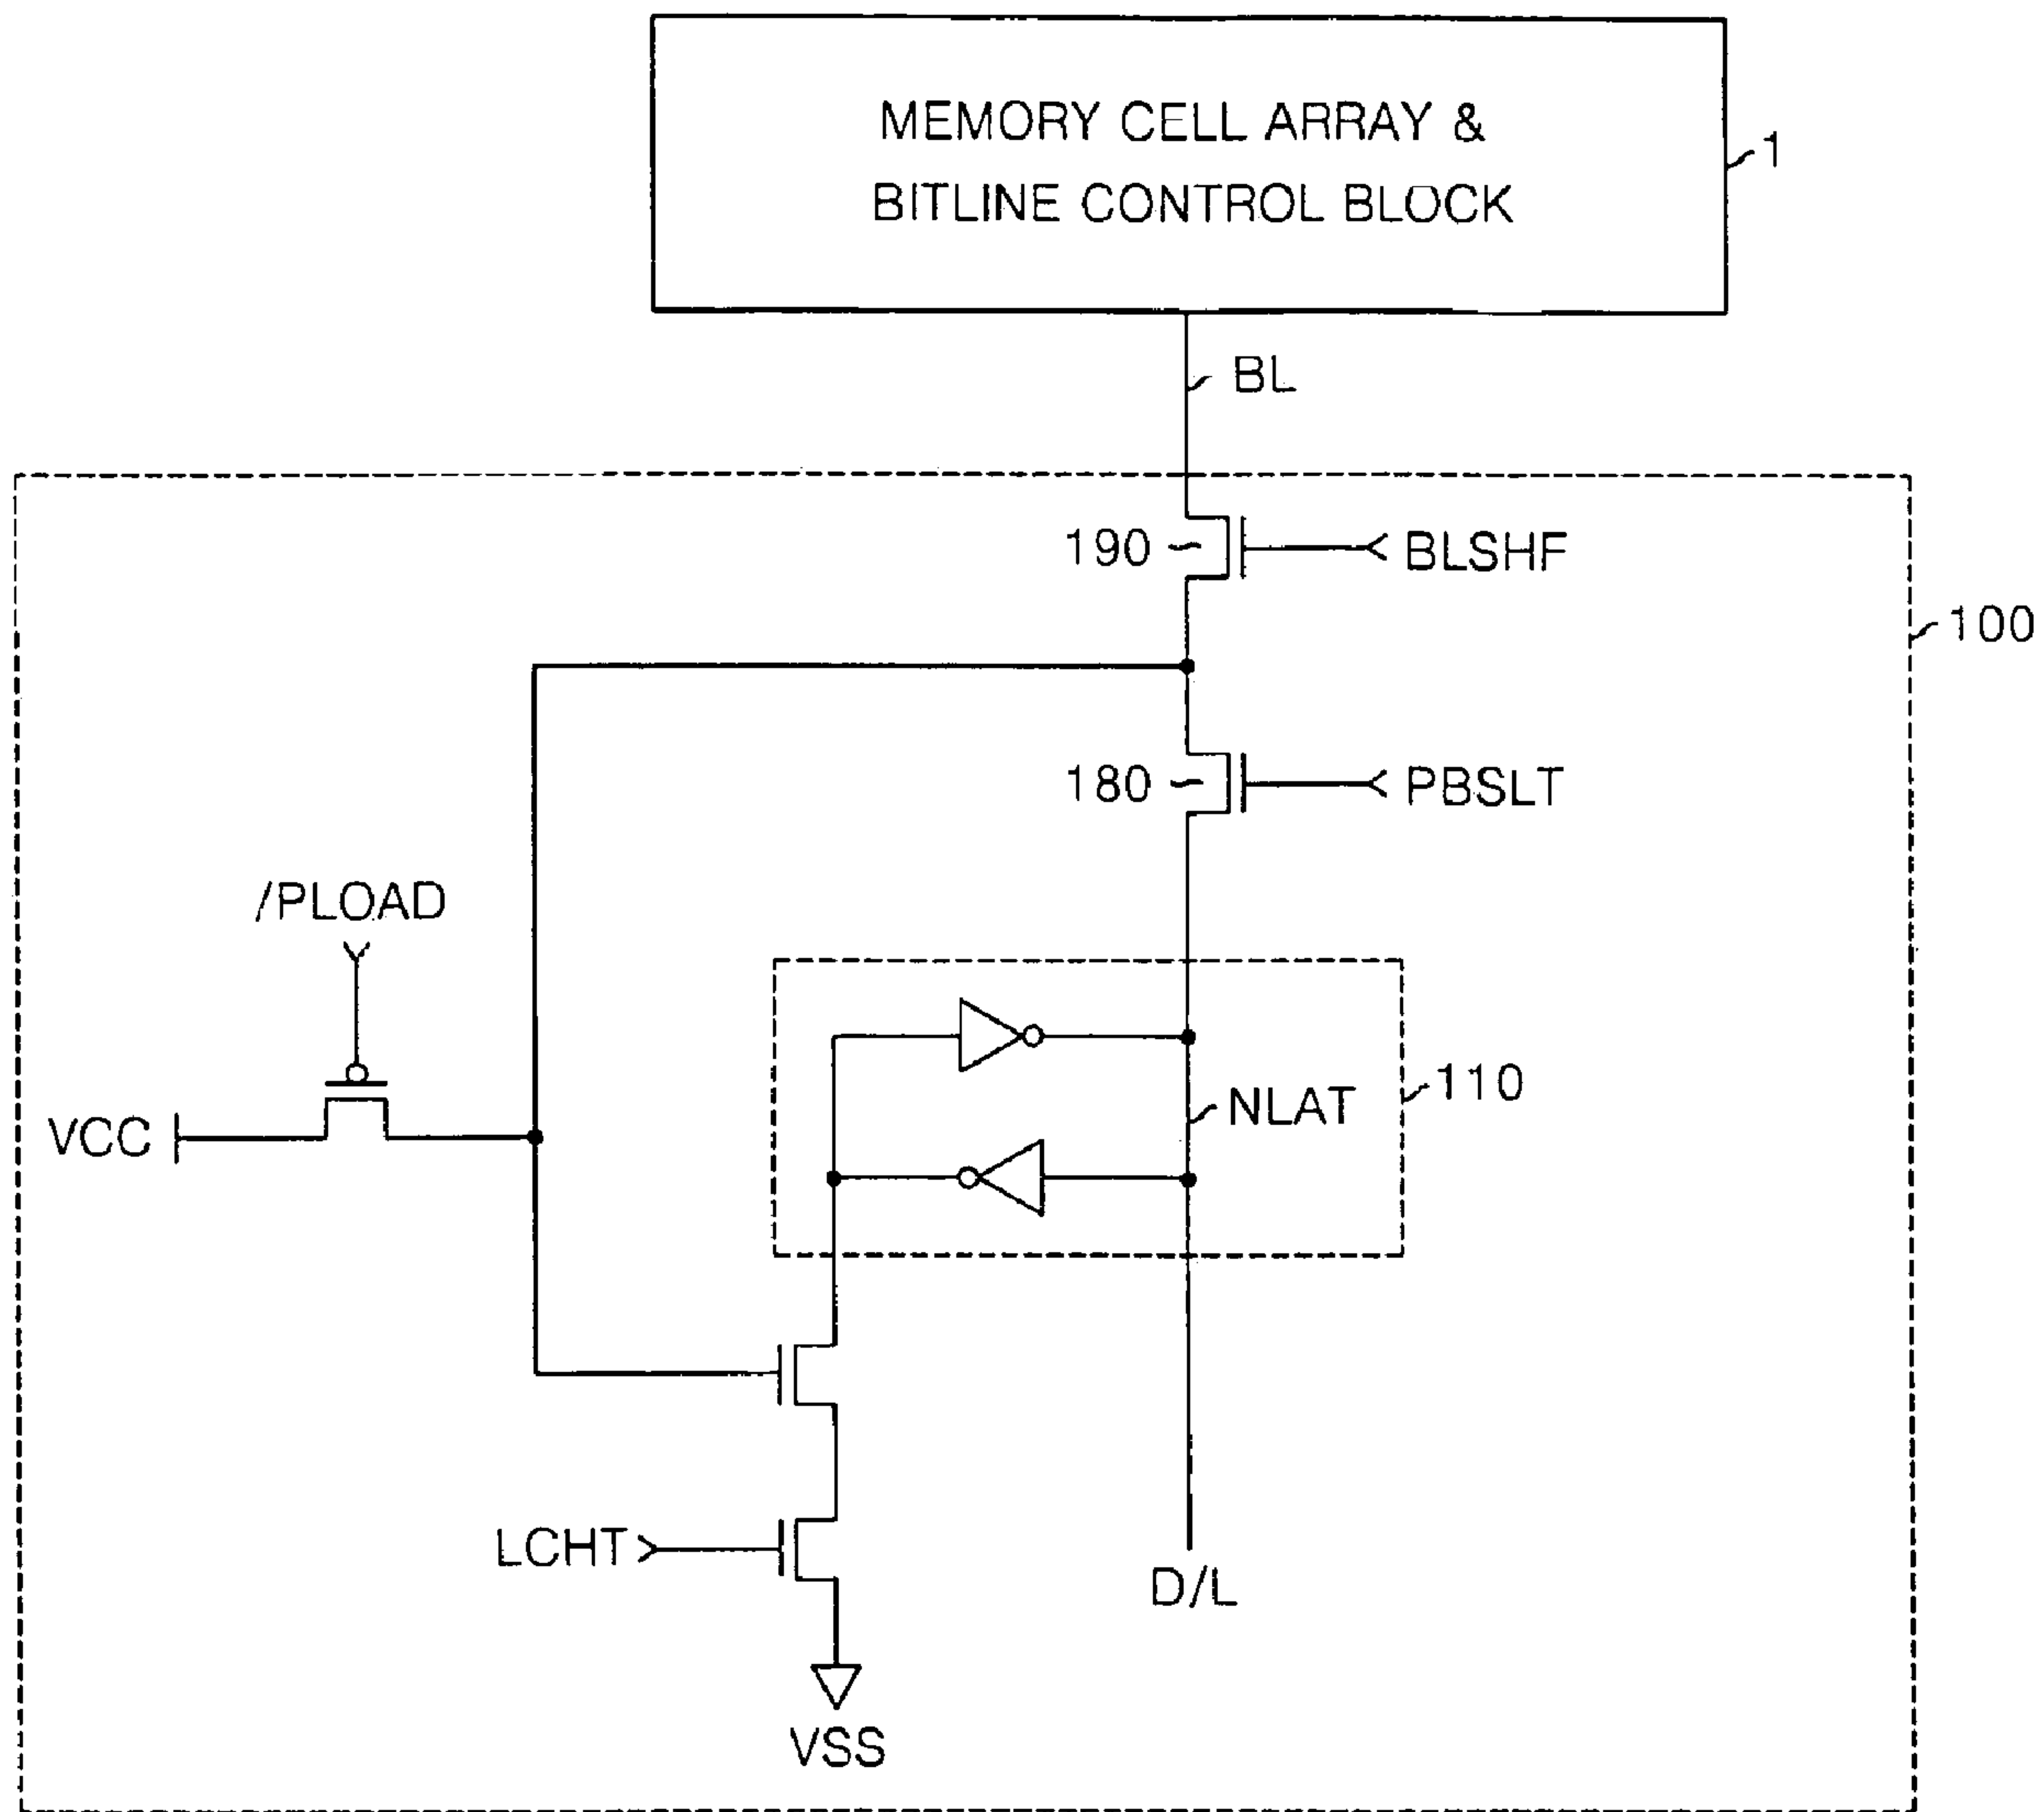 MEMORY CELL ARRAY &
BITLINE CONTROL BLOCK
1
BL
190
BLSHF
100
180
PBSLT
/PLOAD
110
NLAT
VCC
LCHT
D/L
VSS